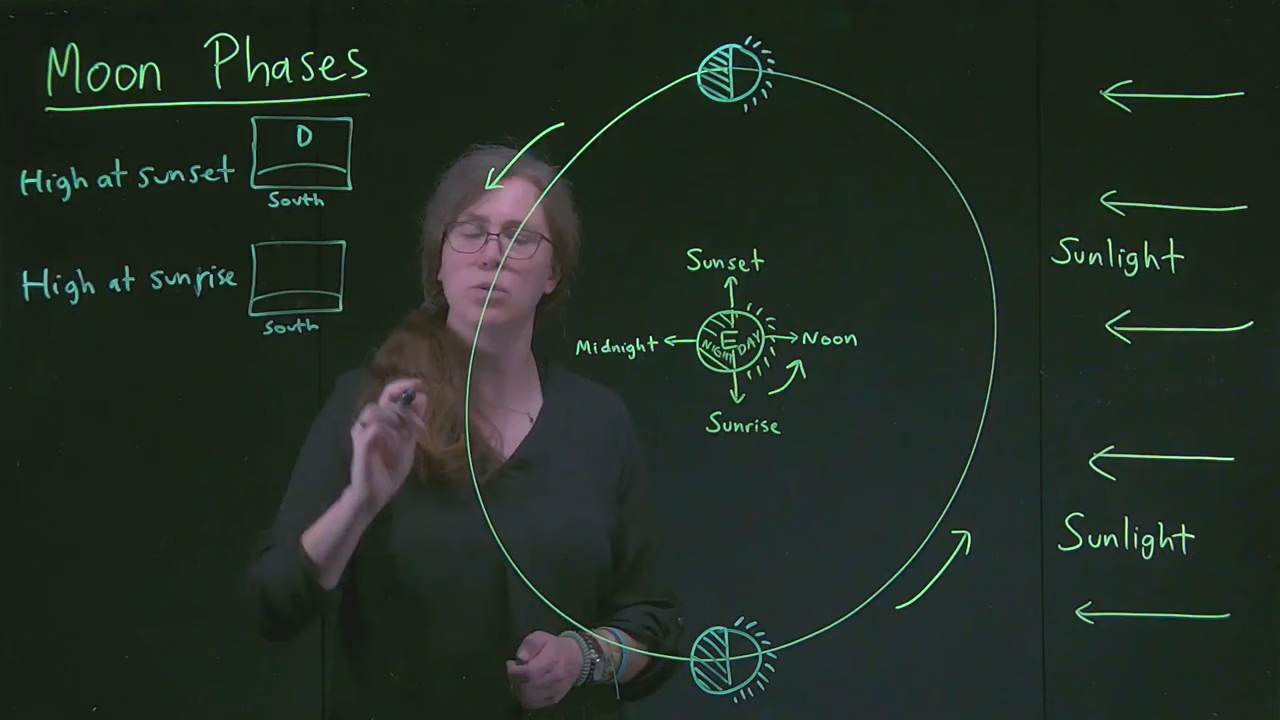 Moon Phases
High at sunset
South
High at sunrise
South
Sunset
Midnight
E
NIGHT
DAY
Noon
Sunrise
Sunlight
Sunlight